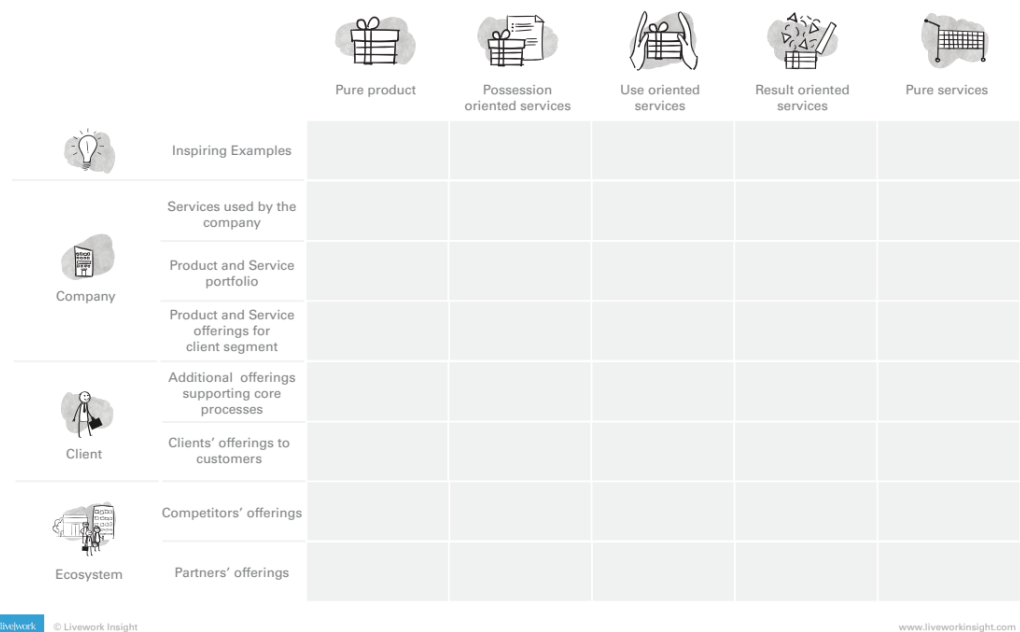 Pure product
Possession
oriented services
Use oriented
services
Result oriented
services
Pure services
Inspiring Examples
Company
Services used by the
company
Product and Service
portfolio
Product and Service
offerings for
client segment
Client
Additional offerings
supporting core
processes
Clients’ offerings to
customers
Ecosystem
Competitors’ offerings
Partners’ offerings
live|work
© Livework Insight
www.liveworkinsight.com